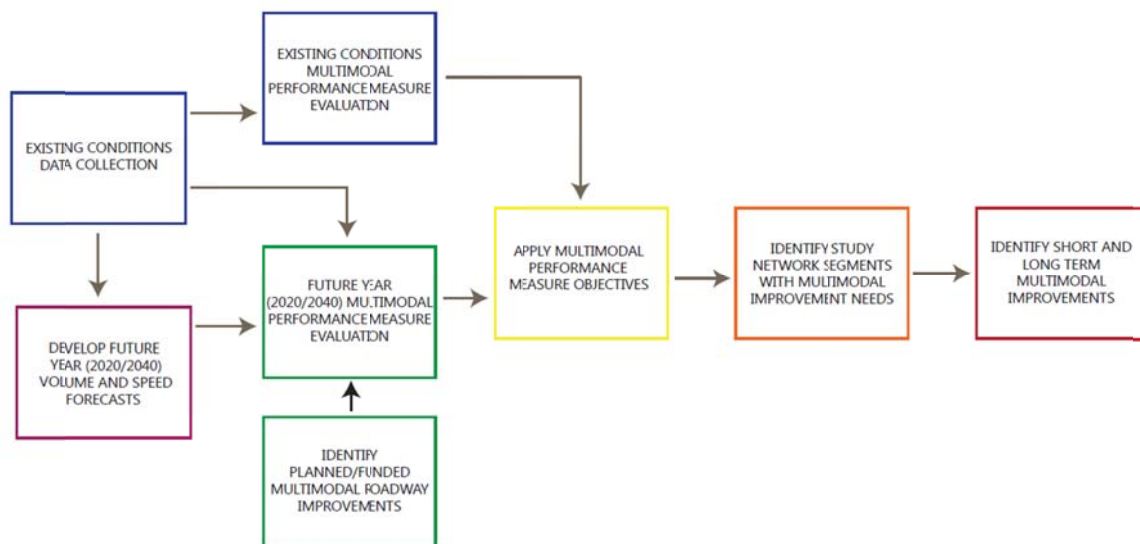 EXISTING CONDITIONS
MULTIMODAL
PERFORMANCE MEASURE
EVALUATION
EXISTING CONDITIONS
DATA COLLECTION
FUTURE YEAR
(2020/2040) MULTIMODAL
PERFORMANCE MEASURE
EVALUATION
APPLY MULTIMODAL
PERFORMANCE
MEASURE OBJECTIVES
IDENTIFY STUDY
NETWORK SEGMENTS
WITH MULTIMODAL
IMPROVEMENT NEEDS
IDENTIFY SHORT AND
LONG TERM
MULTIMODAL
IMPROVEMENTS
DEVELOP FUTURE
YEAR (2020/2040)
VOLUME AND SPEED
FORECASTS
IDENTIFY
PLANNED/FUNDED
MULTIMODAL ROADWAY
IMPROVEMENTS